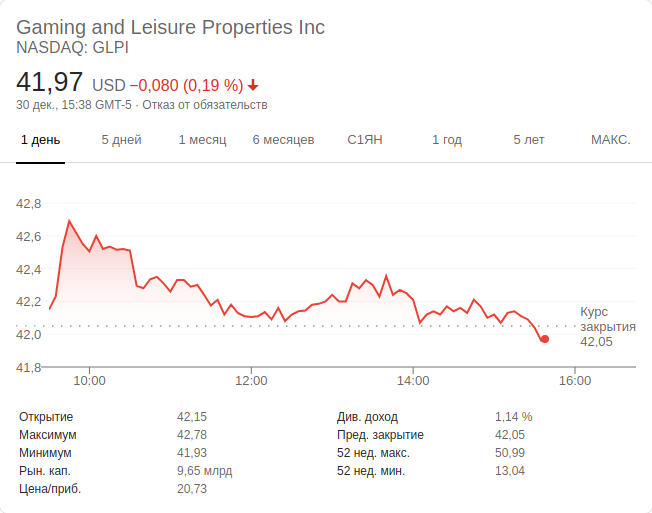 Gaming and Leisure Properties Inc
NASDAQ: GLPI
41,97 USD −0,080 (0,19 %)
30 дек., 15:38 GMT-5 · Отказ от обязательств
1 день 5 дней 1 месяц 6 месяцев С1ЯН 1 год 5 лет МАКС.
42,8
42,6
42,4
42,2
42,0
41,8
Курс
закрытия
42,05
10:00 12:00 14:00 16:00
Открытие 42,15 Див. доход 1,14 %
Максимум 42,78 Пред. закрытие 42,05
Минимум 41,93 52 нед. макс. 50,99
Рын. кап. 9,65 млрд 52 нед. мин. 13,04
Цена/приб. 20,73